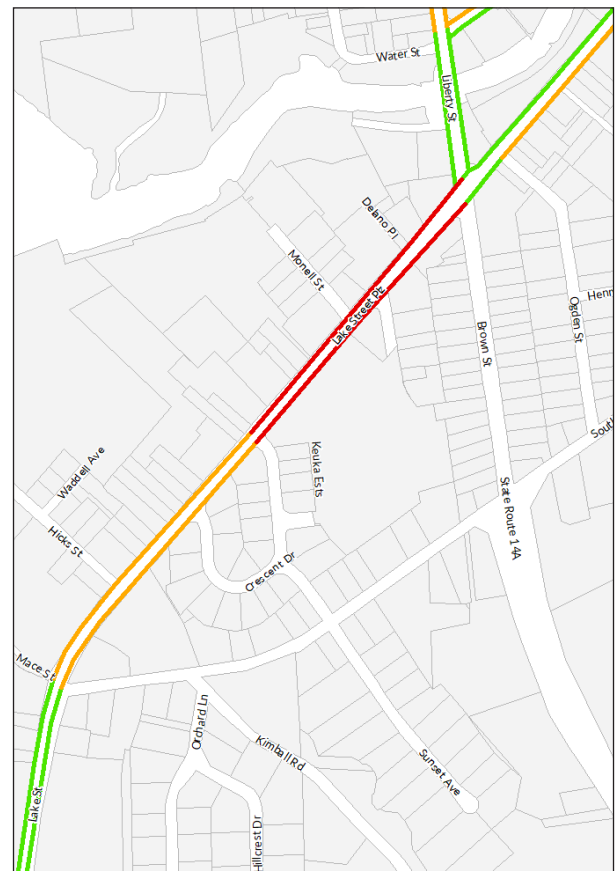 Water St
Liberty St
Delano Pl
Monell St
Henn
Ogden St
Lake Street Plz
Brown St
South
Keuka Ests
Waddell Ave
State Route 14A
Hicks St
Crescent Dr
Mace St
Orchard Ln
Kimball Rd
Sunset Ave
Lake St
Hillcrest Dr